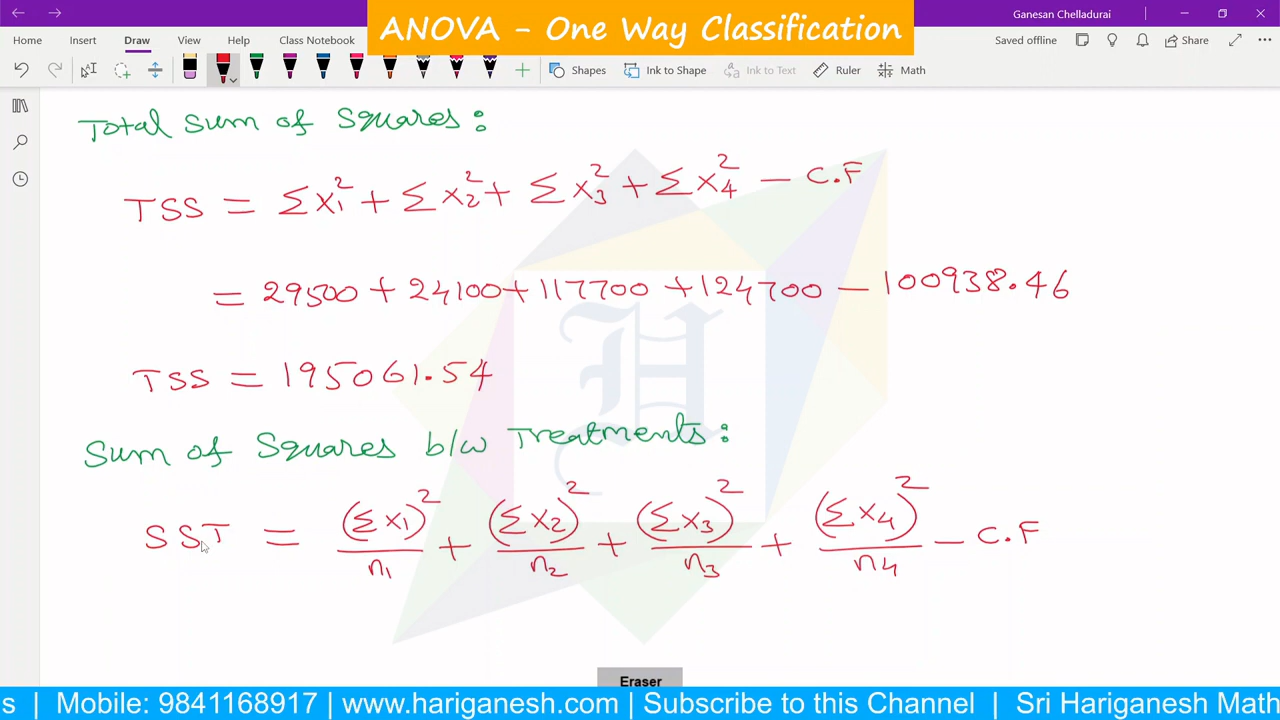 ANOVA - One Way Classification
Ganesan Chelladurai
Home Insert Draw View Help Class Notebook Saved offline Share
Shapes Ink to Shape Ink to Text Ruler Math
Total Sum of Squares:
TSS = Σx₁² + Σx₂² + Σx₃² + Σx₄² – C.F
= 29500 + 24100 + 117700 + 124700 – 100938.46
TSS = 195061.54
Sum of Squares b/w Treatments:
SST = (Σx₁)²/n₁ + (Σx₂)²/n₂ + (Σx₃)²/n₃ + (Σx₄)²/n₄ – C.F
H
Eraser
s | Mobile: 9841168917 | www.hariganesh.com | Subscribe to this Channel | Sri Hariganesh Math